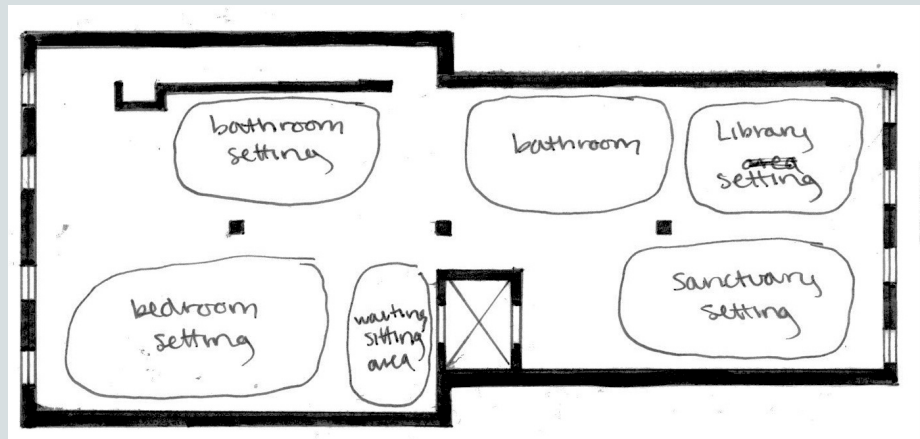 bathroom
setting
bathroom
Library
area
setting
bedroom
setting
waiting
sitting
area
sanctuary
setting